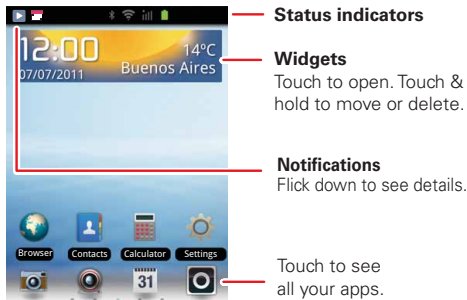 Status indicators
12:00
07/07/2011
14ºC
Buenos Aires
Widgets
Touch to open. Touch &
hold to move or delete.
Notifications
Flick down to see details.
Browser
Contacts
Calculator
Settings
31
Touch to see
all your apps.